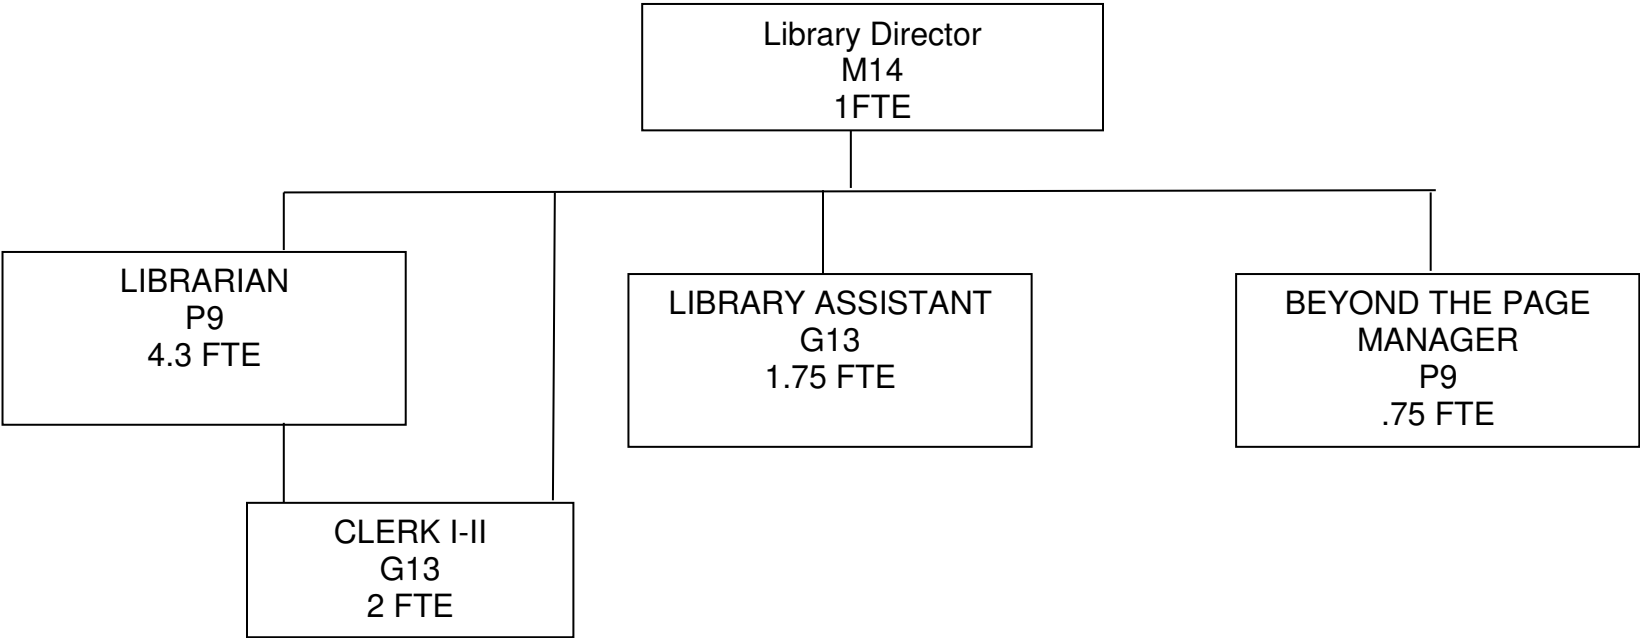 Library Director
M14
1FTE
LIBRARIAN
P9
4.3 FTE
LIBRARY ASSISTANT
G13
1.75 FTE
BEYOND THE PAGE
MANAGER
P9
.75 FTE
CLERK I-II
G13
2 FTE